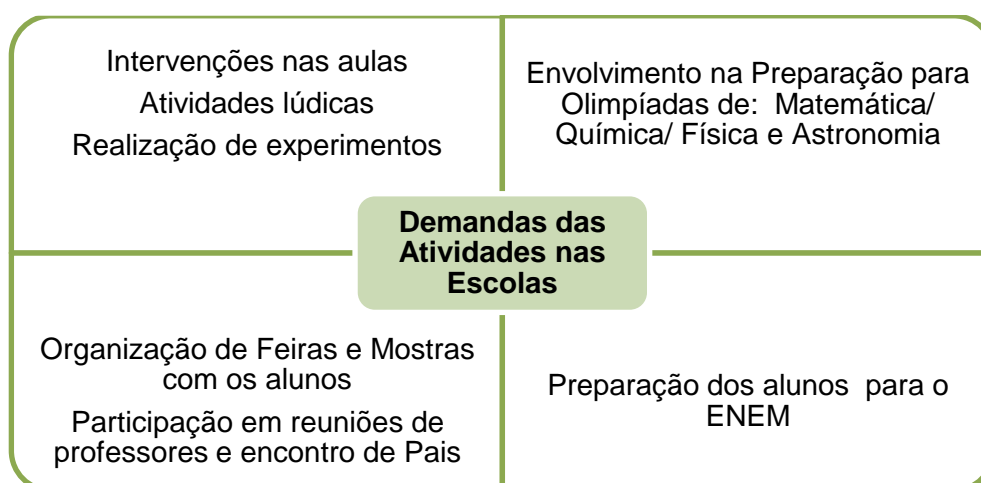 Intervenções nas aulas
Atividades lúdicas
Realização de experimentos
Envolvimento na Preparação para
Olimpíadas de: Matemática/
Química/ Física e Astronomia
Demandas das
Atividades nas
Escolas
Organização de Feiras e Mostras
com os alunos
Participação em reuniões de
professores e encontro de Pais
Preparação dos alunos para o
ENEM